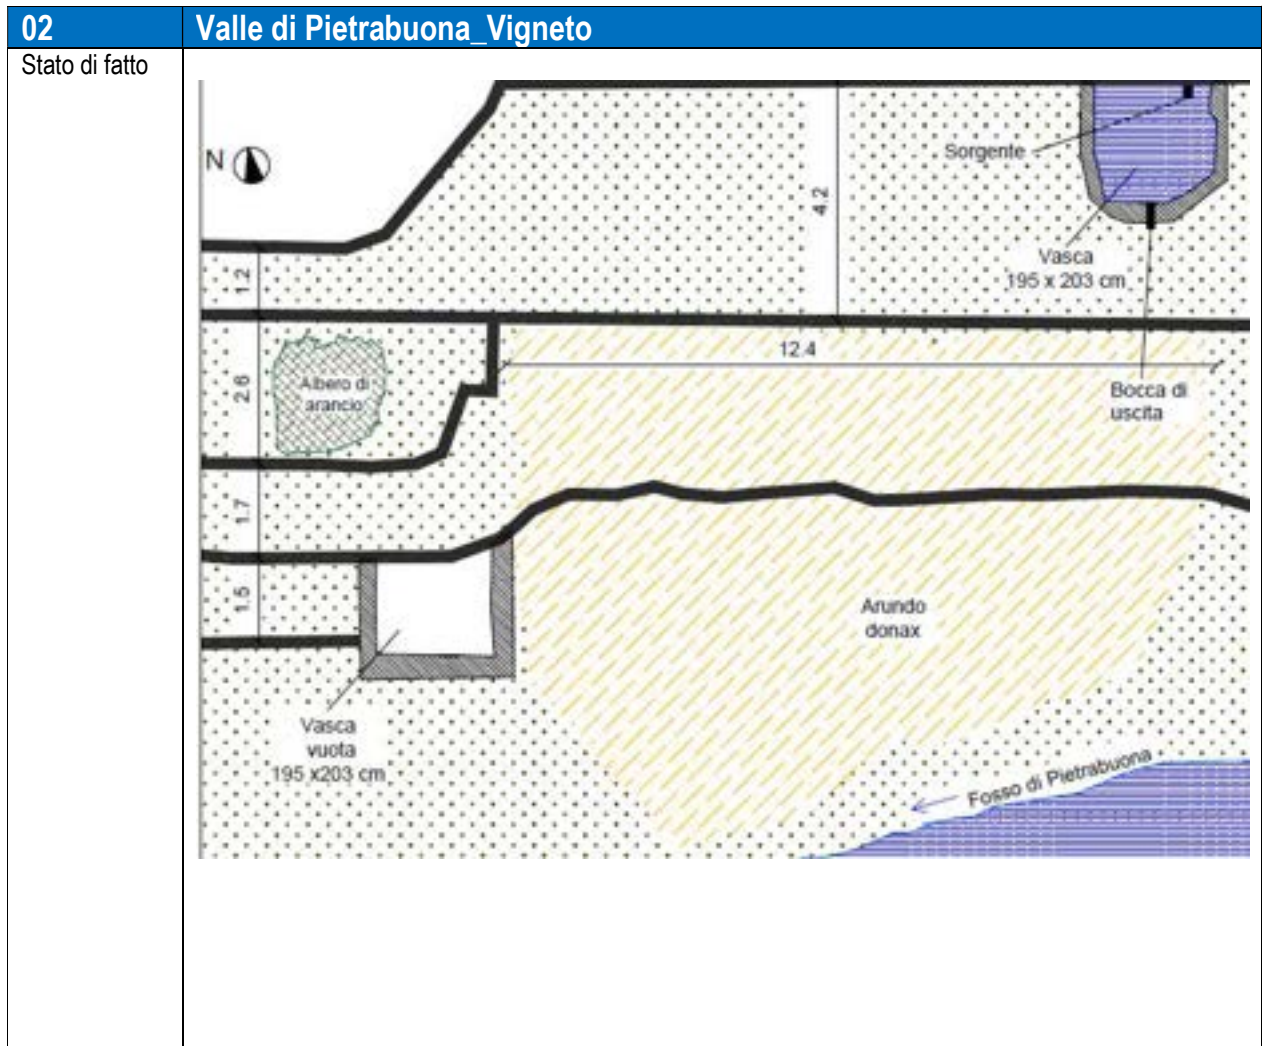 02
Valle di Pietrabuona_Vigneto
Stato di fatto
N
Sorgente
4.2
Vasca
195 x 203 cm
1.2
12.4
2.6
Albero di
arancio
Bocca di
uscita
1.7
1.5
Arundo
donax
Vasca
vuota
195 x203 cm
Fosso di Pietrabuona